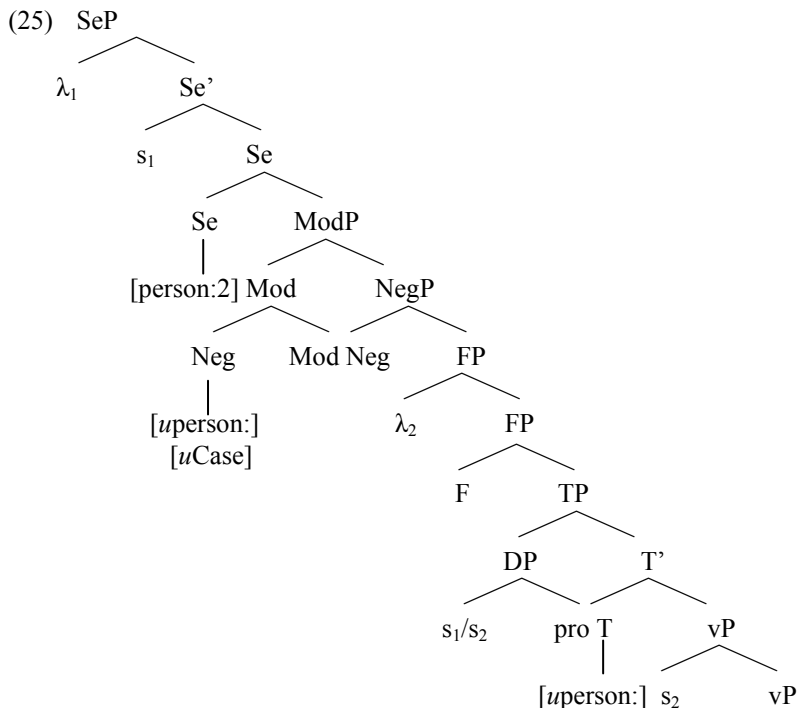 (25) SeP
λ₁ Se’
s₁ Se
Se ModP
[person:2] Mod NegP
Neg Mod Neg FP
[uperson:] λ₂ FP
[uCase]
F TP
DP T’
s₁/s₂ pro T vP
[uperson:] s₂ vP